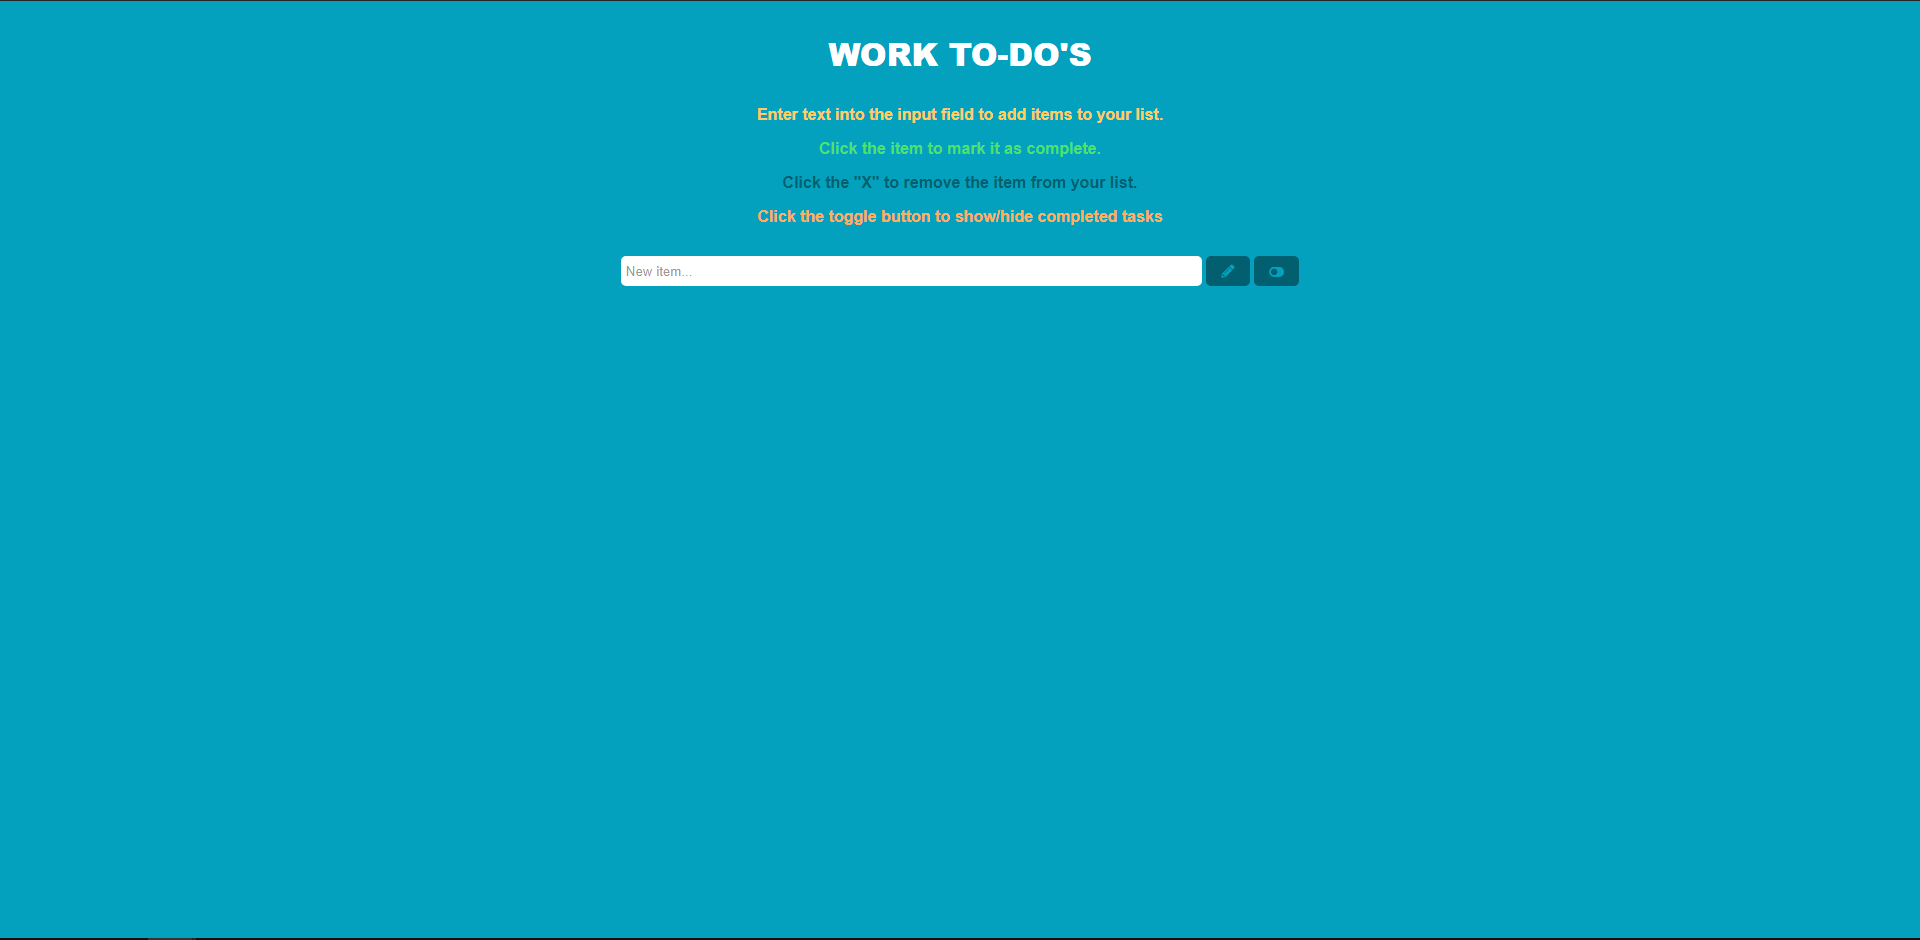 WORK TO-DO'S
Enter text into the input field to add items to your list.
Click the item to mark it as complete.
Click the "X" to remove the item from your list.
Click the toggle button to show/hide completed tasks
New item...